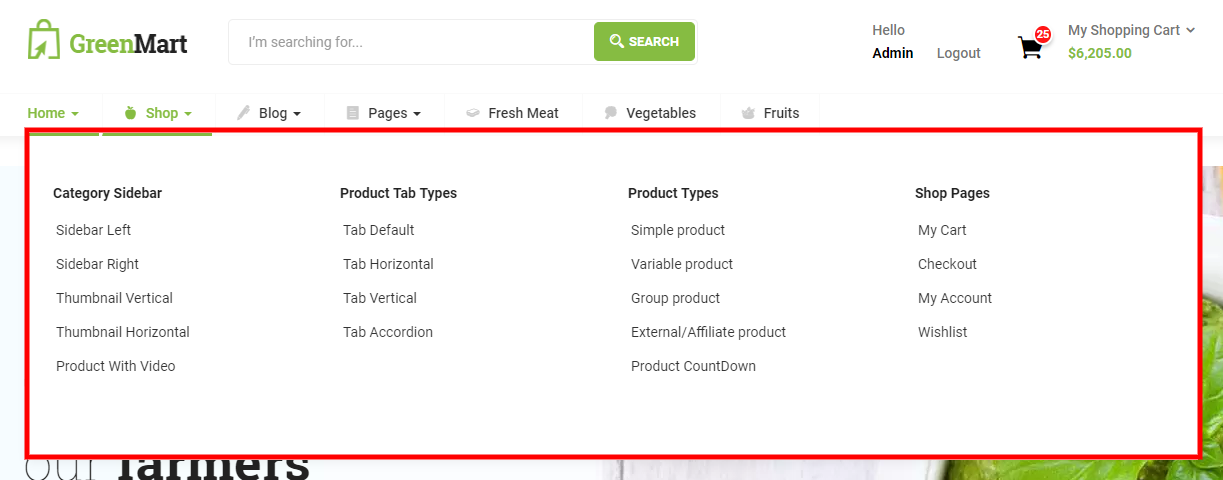 GreenMart
I'm searching for...
SEARCH
Hello
Admin
Logout
25
My Shopping Cart
$6,205.00
Home
Shop
Blog
Pages
Fresh Meat
Vegetables
Fruits
Category Sidebar
Sidebar Left
Sidebar Right
Thumbnail Vertical
Thumbnail Horizontal
Product With Video
Product Tab Types
Tab Default
Tab Horizontal
Tab Vertical
Tab Accordion
Product Types
Simple product
Variable product
Group product
External/Affiliate product
Product CountDown
Shop Pages
My Cart
Checkout
My Account
Wishlist
our farmers